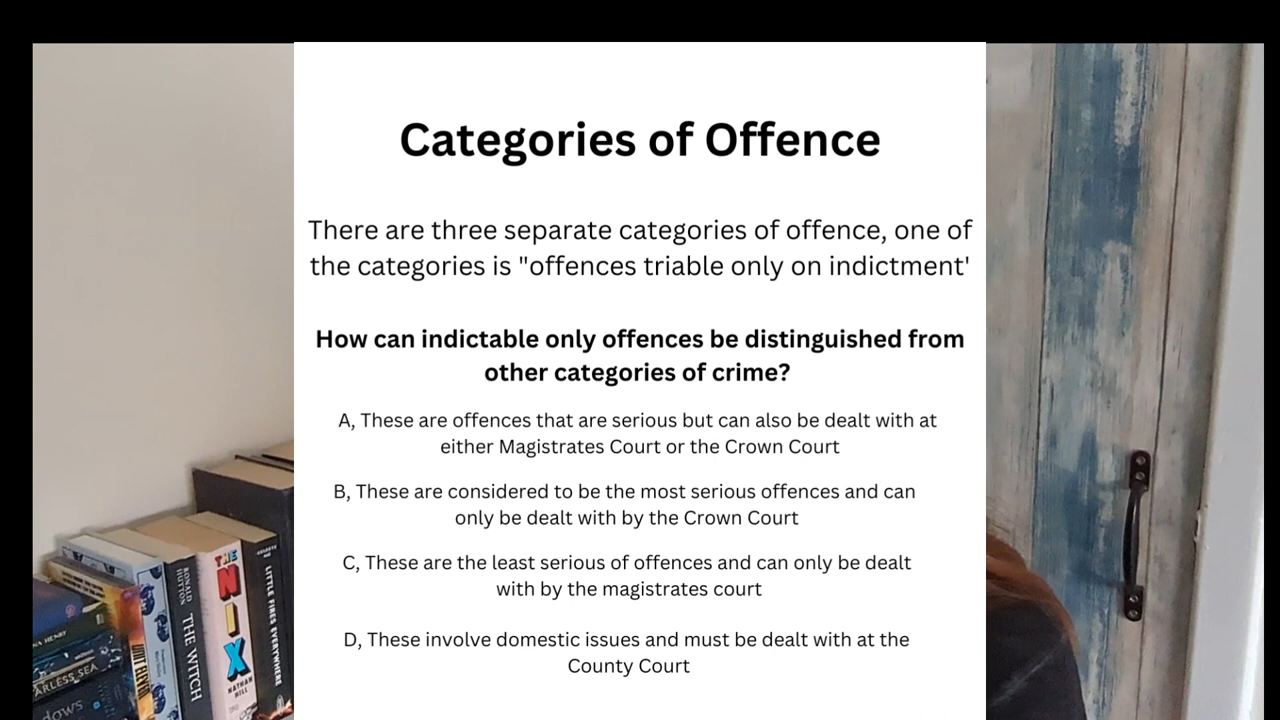 Categories of Offence
There are three separate categories of offence, one of
the categories is "offences triable only on indictment'
How can indictable only offences be distinguished from
other categories of crime?
A, These are offences that are serious but can also be dealt with at
either Magistrates Court or the Crown Court
B, These are considered to be the most serious offences and can
only be dealt with by the Crown Court
C, These are the least serious of offences and can only be dealt
with by the magistrates court
D, These involve domestic issues and must be dealt with at the
County Court
RONALD HUTTON
THE WITCH
THE
NIX
NATHAN
HILL
LITTLE FIRES EVERYWHERE
HENRY
SEA